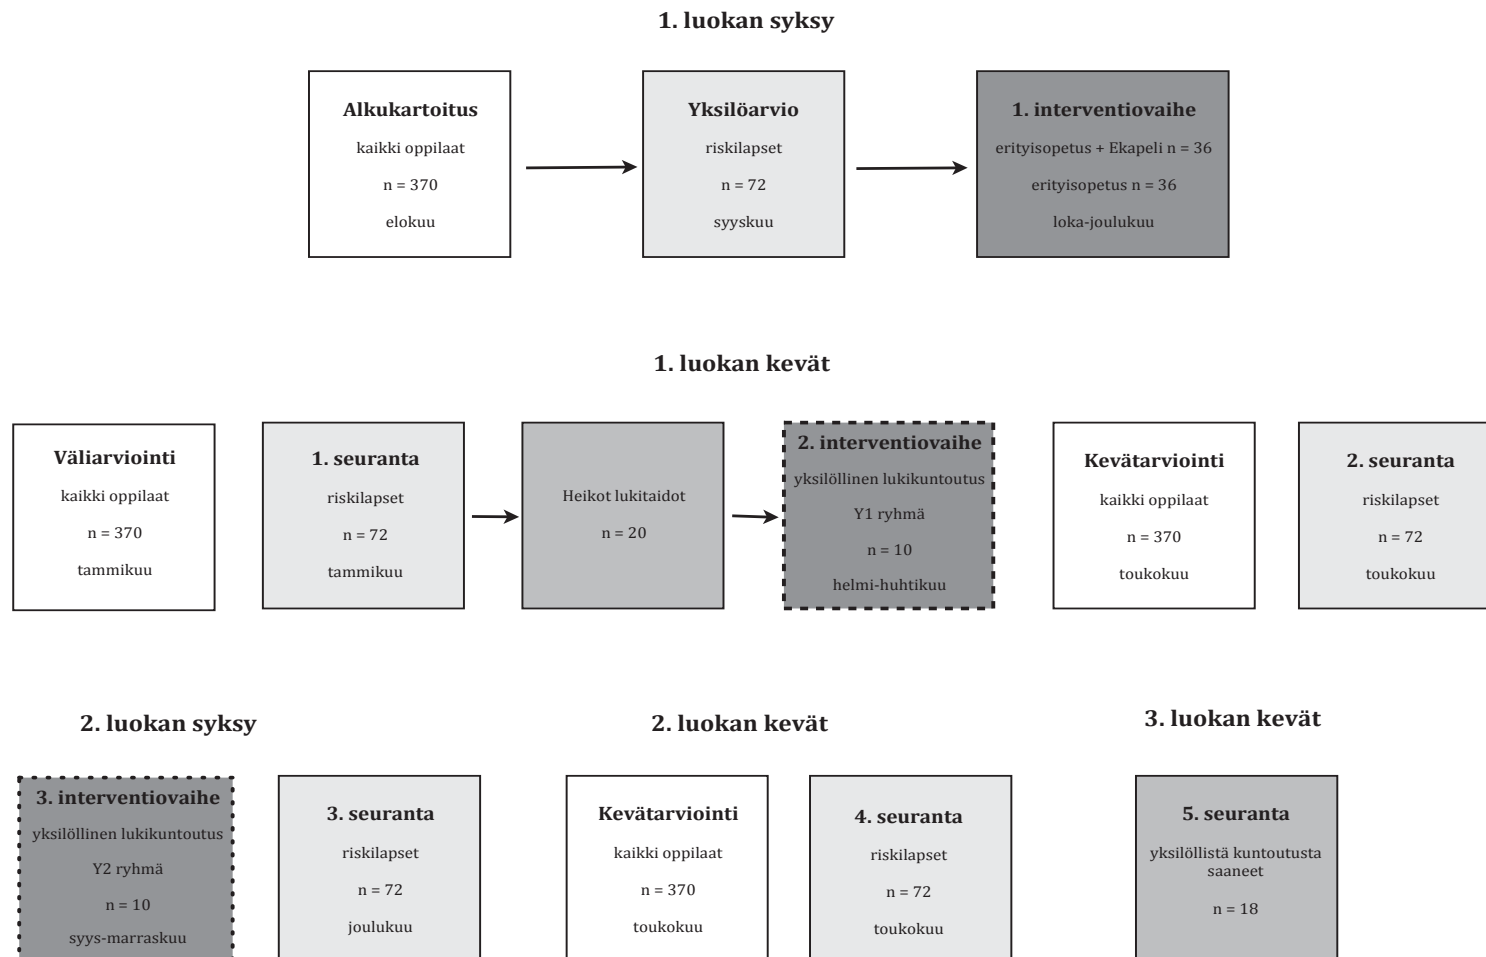 1. luokan syksy
Alkukartoitus
kaikki oppilaat
n = 370
elokuu
Yksilöarvio
riskilapset
n = 72
syyskuu
1. interventiovaihe
erityisopetus + Ekapeli n = 36
erityisopetus n = 36
loka-joulukuu
1. luokan kevät
Väliarviointi
kaikki oppilaat
n = 370
tammikuu
1. seuranta
riskilapset
n = 72
tammikuu
Heikot lukitaidot
n = 20
2. interventiovaihe
yksilöllinen lukikuntoutus
Y1 ryhmä
n = 10
helmi-huhtikuu
Kevätarviointi
kaikki oppilaat
n = 370
toukokuu
2. seuranta
riskilapset
n = 72
toukokuu
2. luokan syksy
3. interventiovaihe
yksilöllinen lukikuntoutus
Y2 ryhmä
n = 10
syys-marraskuu
3. seuranta
riskilapset
n = 72
joulukuu
2. luokan kevät
Kevätarviointi
kaikki oppilaat
n = 370
toukokuu
4. seuranta
riskilapset
n = 72
toukokuu
3. luokan kevät
5. seuranta
yksilöllistä kuntoutusta
saaneet
n = 18